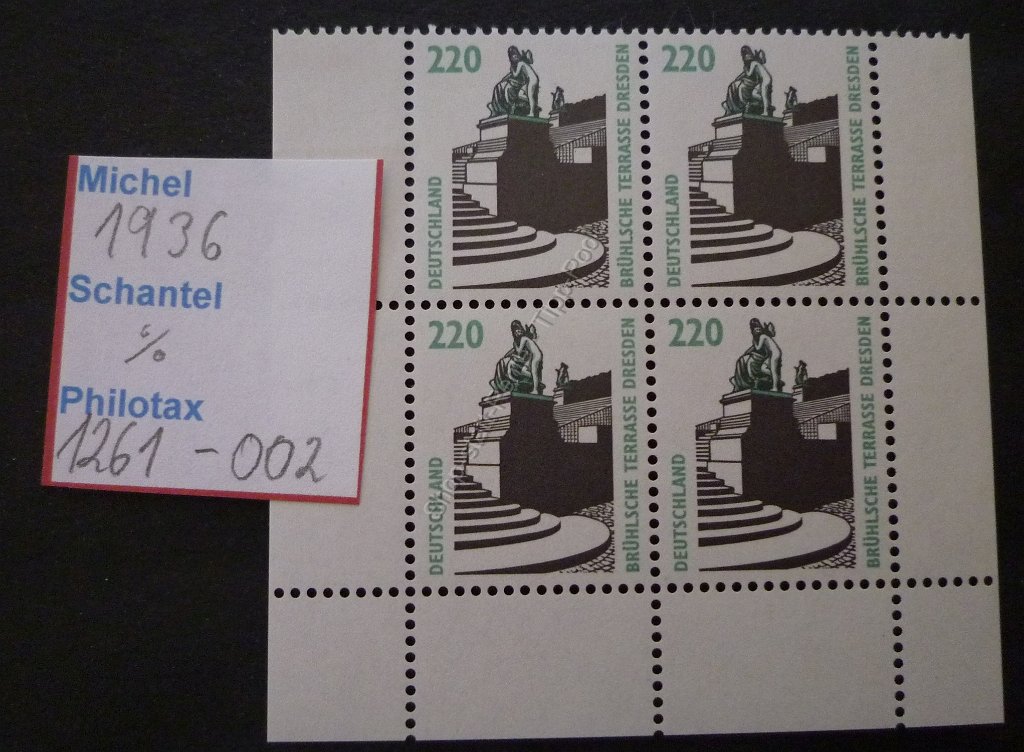 Michel
1936
Schantel
%
Philotax
1261 - 002
220
DEUTSCHLAND
BRÜHLSCHE TERRASSE DRESDEN
220
DEUTSCHLAND
BRÜHLSCHE TERRASSE DRESDEN
220
DEUTSCHLAND
BRÜHLSCHE TERRASSE DRESDEN
220
DEUTSCHLAND
BRÜHLSCHE TERRASSE DRESDEN